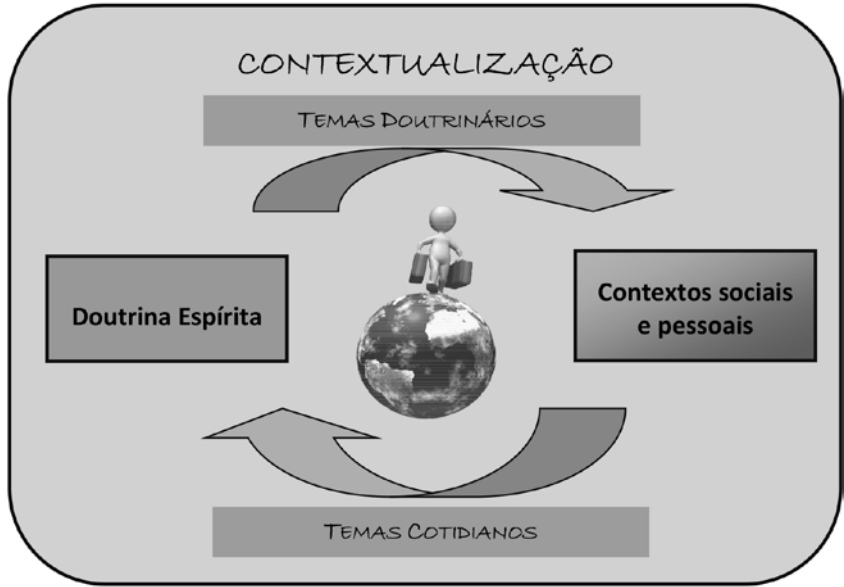 CONTEXTUALIZAÇÃO
TEMAS DOUTRINÁRIOS
Doutrina Espírita
Contextos sociais
e pessoais
TEMAS COTIDIANOS